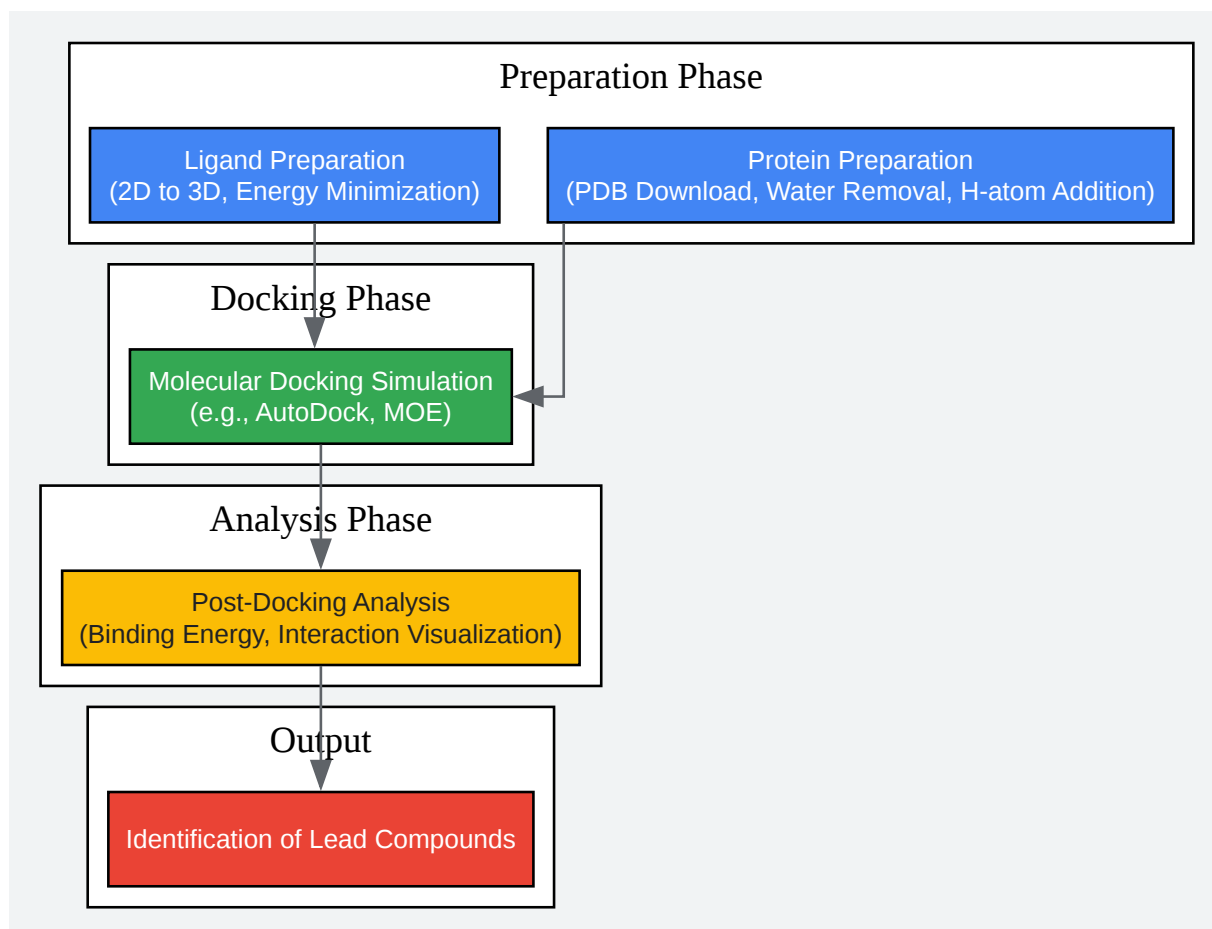 Preparation Phase
Ligand Preparation
(2D to 3D, Energy Minimization)
Protein Preparation
(PDB Download, Water Removal, H-atom Addition)
Docking Phase
Molecular Docking Simulation
(e.g., AutoDock, MOE)
Analysis Phase
Post-Docking Analysis
(Binding Energy, Interaction Visualization)
Output
Identification of Lead Compounds